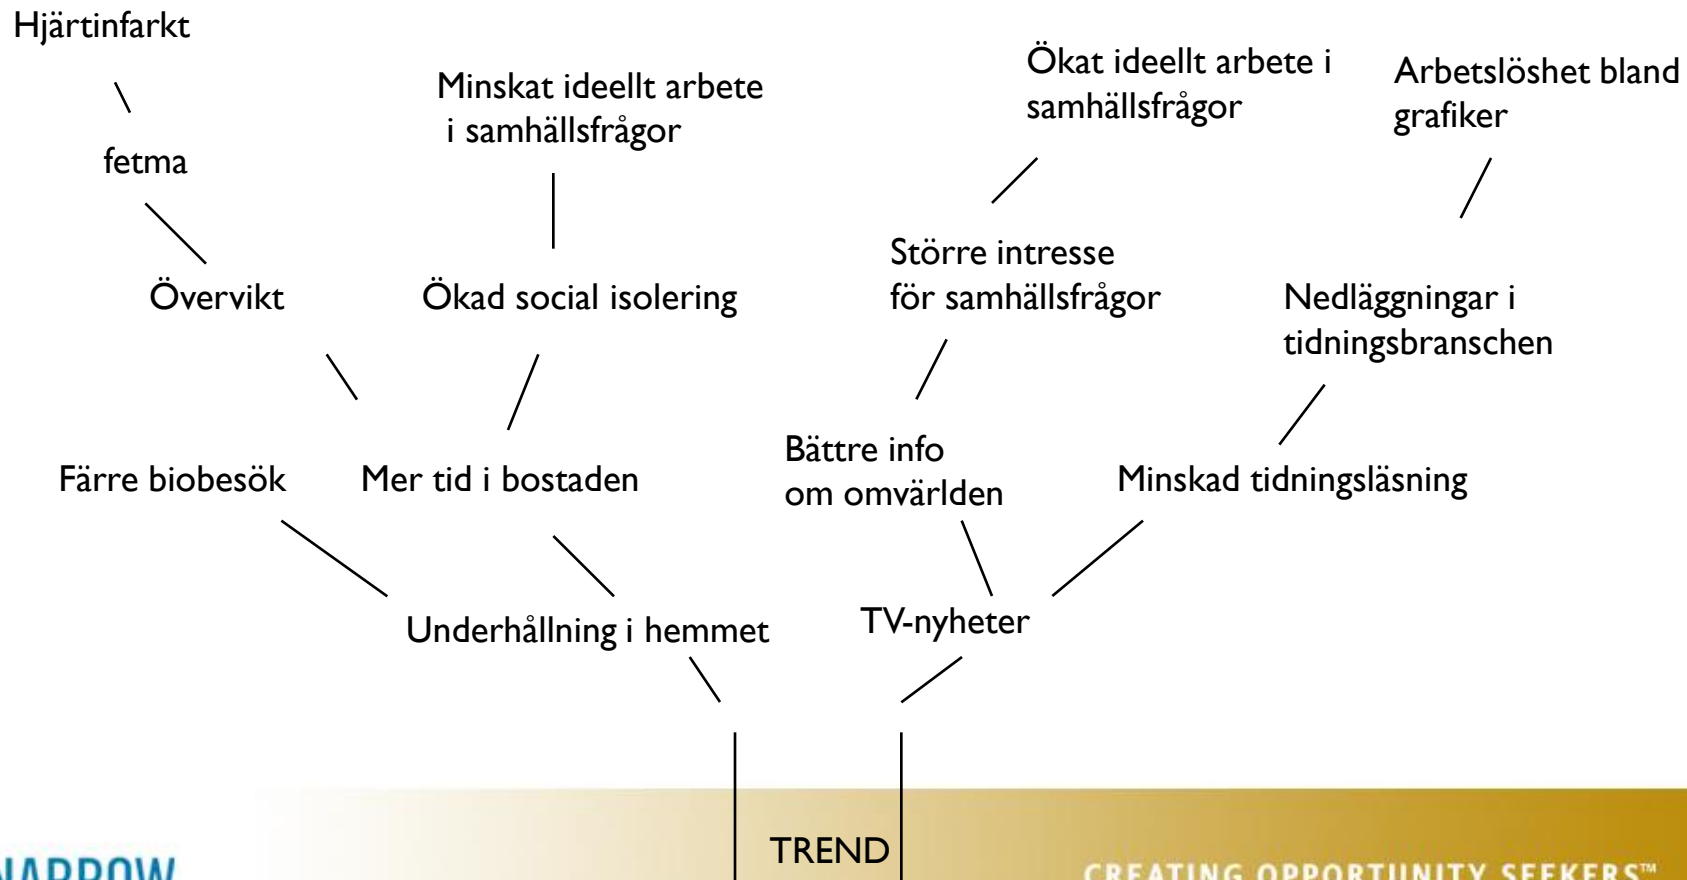 Hjärtinfarkt
Minskat ideellt arbete
i samhällsfrågor
Ökat ideellt arbete i
samhällsfrågor
Arbetslöshet bland
grafiker
fetma
Övervikt
Ökad social isolering
Större intresse
för samhällsfrågor
Nedläggningar i
tidningsbranschen
Färre biobesök
Mer tid i bostaden
Bättre info
om omvärlden
Minskad tidningsläsning
Underhållning i hemmet
TV-nyheter
TREND
NARROW
CREATING OPPORTUNITY SEEKERS™